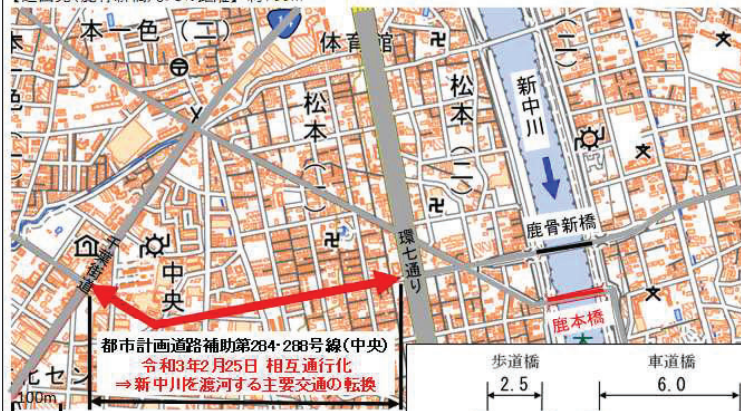 本一色(二)
体育館
松本(一)
松本(二)
(二)
新中川
鹿骨新橋
環七通り
千葉街道
中央
鹿本橋
都市計画道路補助第284・288号線(中央)
令和3年2月25日 相互通行化
⇒新中川を渡河する主要交通の転換
100m
歩道橋
車道橋
2.5
6.0